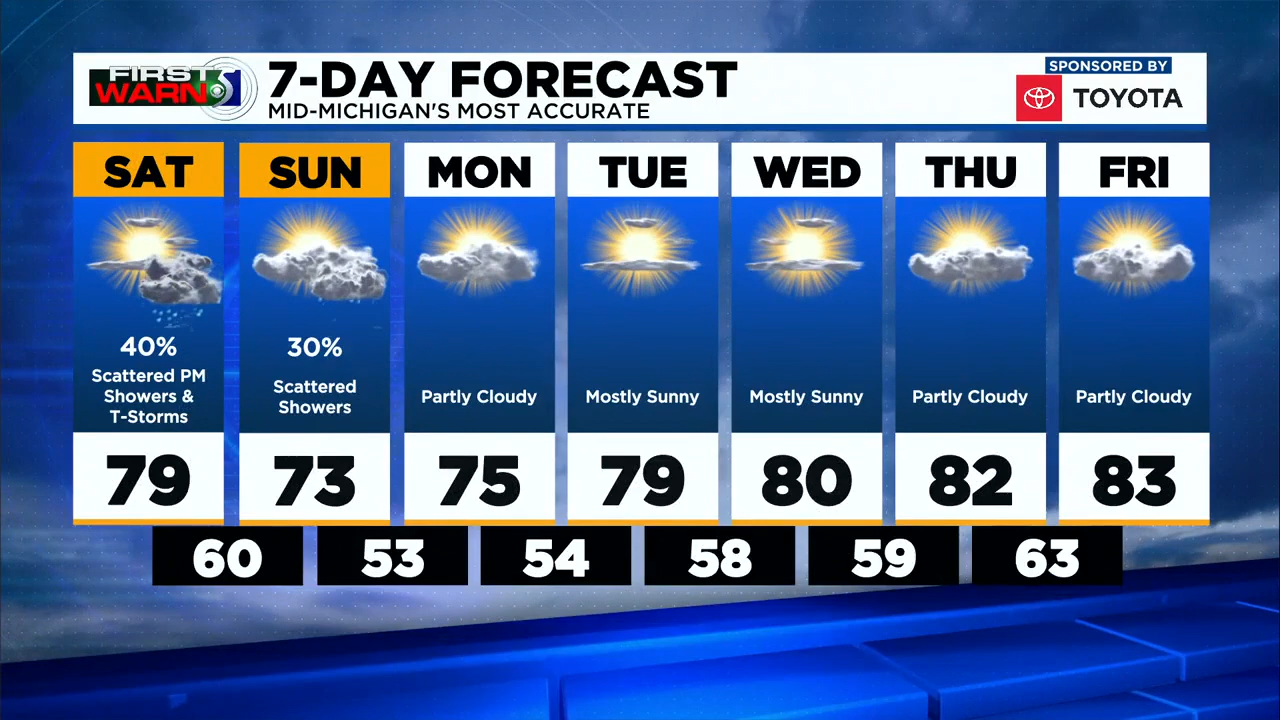 FIRST
WARN 5
7-DAY FORECAST
MID-MICHIGAN'S MOST ACCURATE
SPONSORED BY
TOYOTA
SAT
40%
Scattered PM
Showers &
T-Storms
79
SUN
30%
Scattered
Showers
73
MON
Partly Cloudy
75
TUE
Mostly Sunny
79
WED
Mostly Sunny
80
THU
Partly Cloudy
82
FRI
Partly Cloudy
83
60
53
54
58
59
63